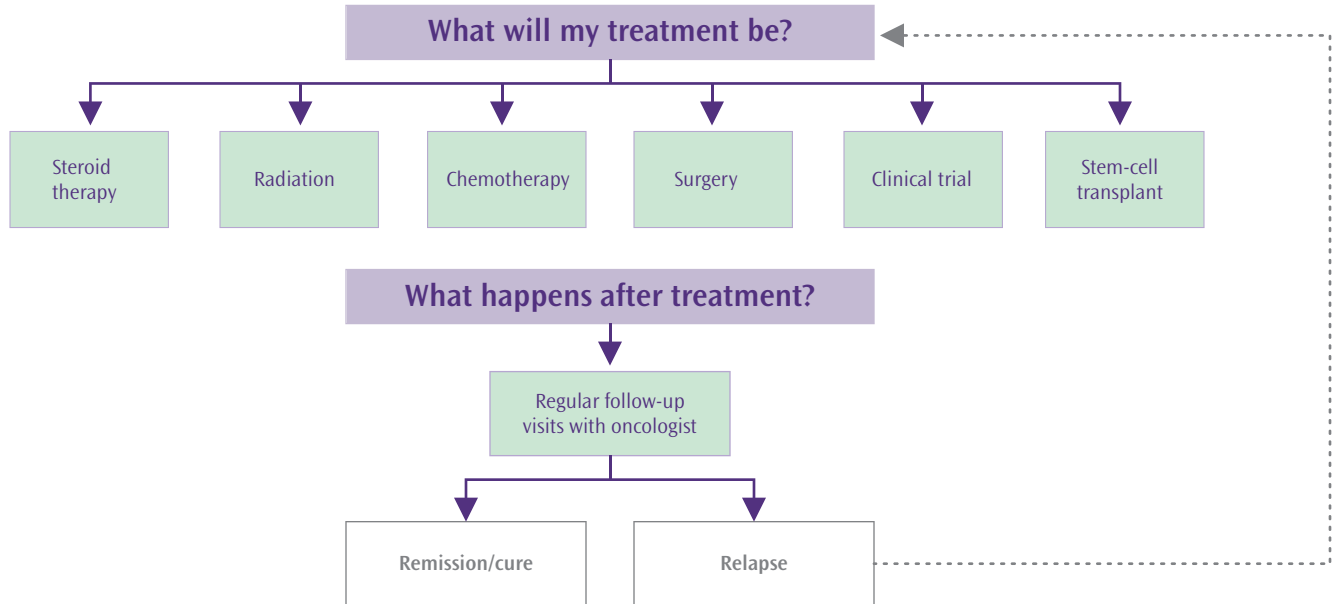 What will my treatment be?
Steroid
therapy
Radiation
Chemotherapy
Surgery
Clinical trial
Stem-cell
transplant
What happens after treatment?
Regular follow-up
visits with oncologist
Remission/cure
Relapse